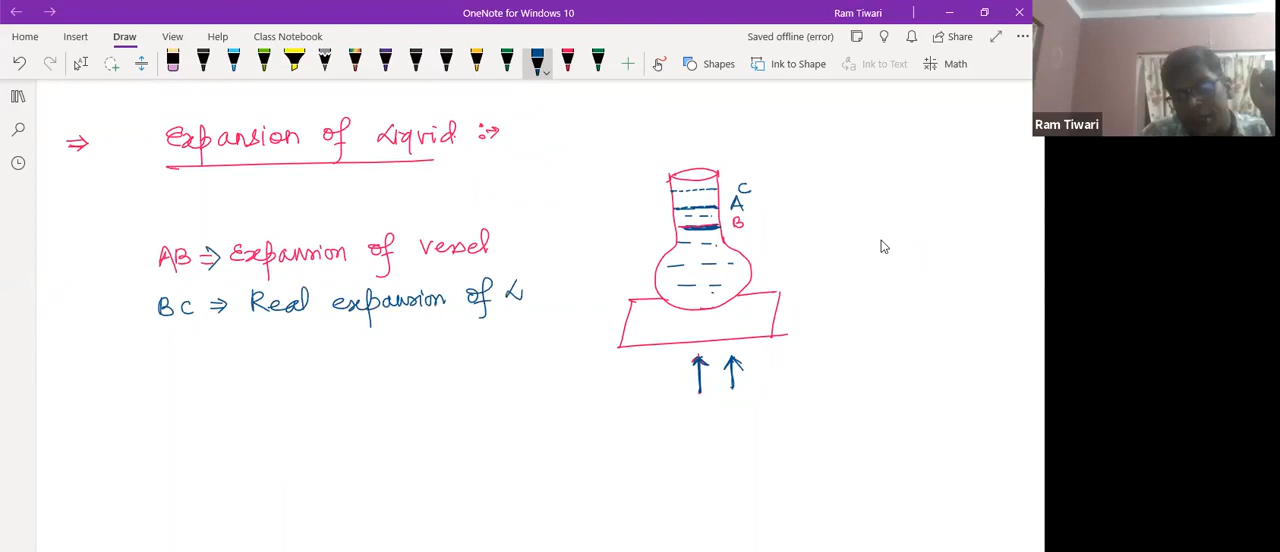 OneNote for Windows 10
Ram Tiwari
Home Insert Draw View Help Class Notebook
Saved offline (error)
Share
Shapes
Ink to Shape
Ink to Text
Math
Ram Tiwari
⇒ Expansion of Liquid :→
C
A
B
AB ⇒ Expansion of vessel
BC ⇒ Real expansion of L